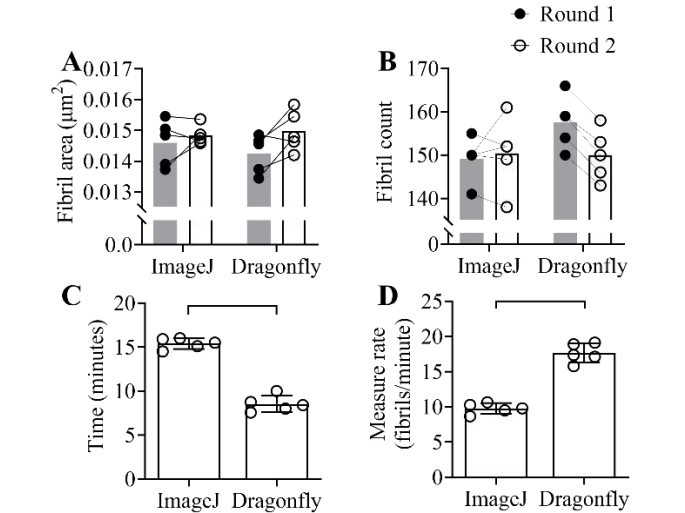 Round 1
Round 2
A
Fibril area (μm²)
0.017
0.016
0.015
0.014
0.013
0.0
ImageJ
Dragonfly
B
Fibril count
170
160
150
140
0
ImageJ
Dragonfly
C
Time (minutes)
20
15
10
5
0
ImageJ
Dragonfly
D
Measure rate
(fibrils/minute)
25
20
15
10
5
0
ImageJ
Dragonfly